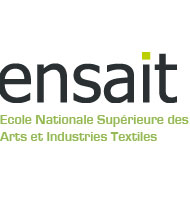 ensait
Ecole Nationale Supérieure des
Arts et Industries Textiles